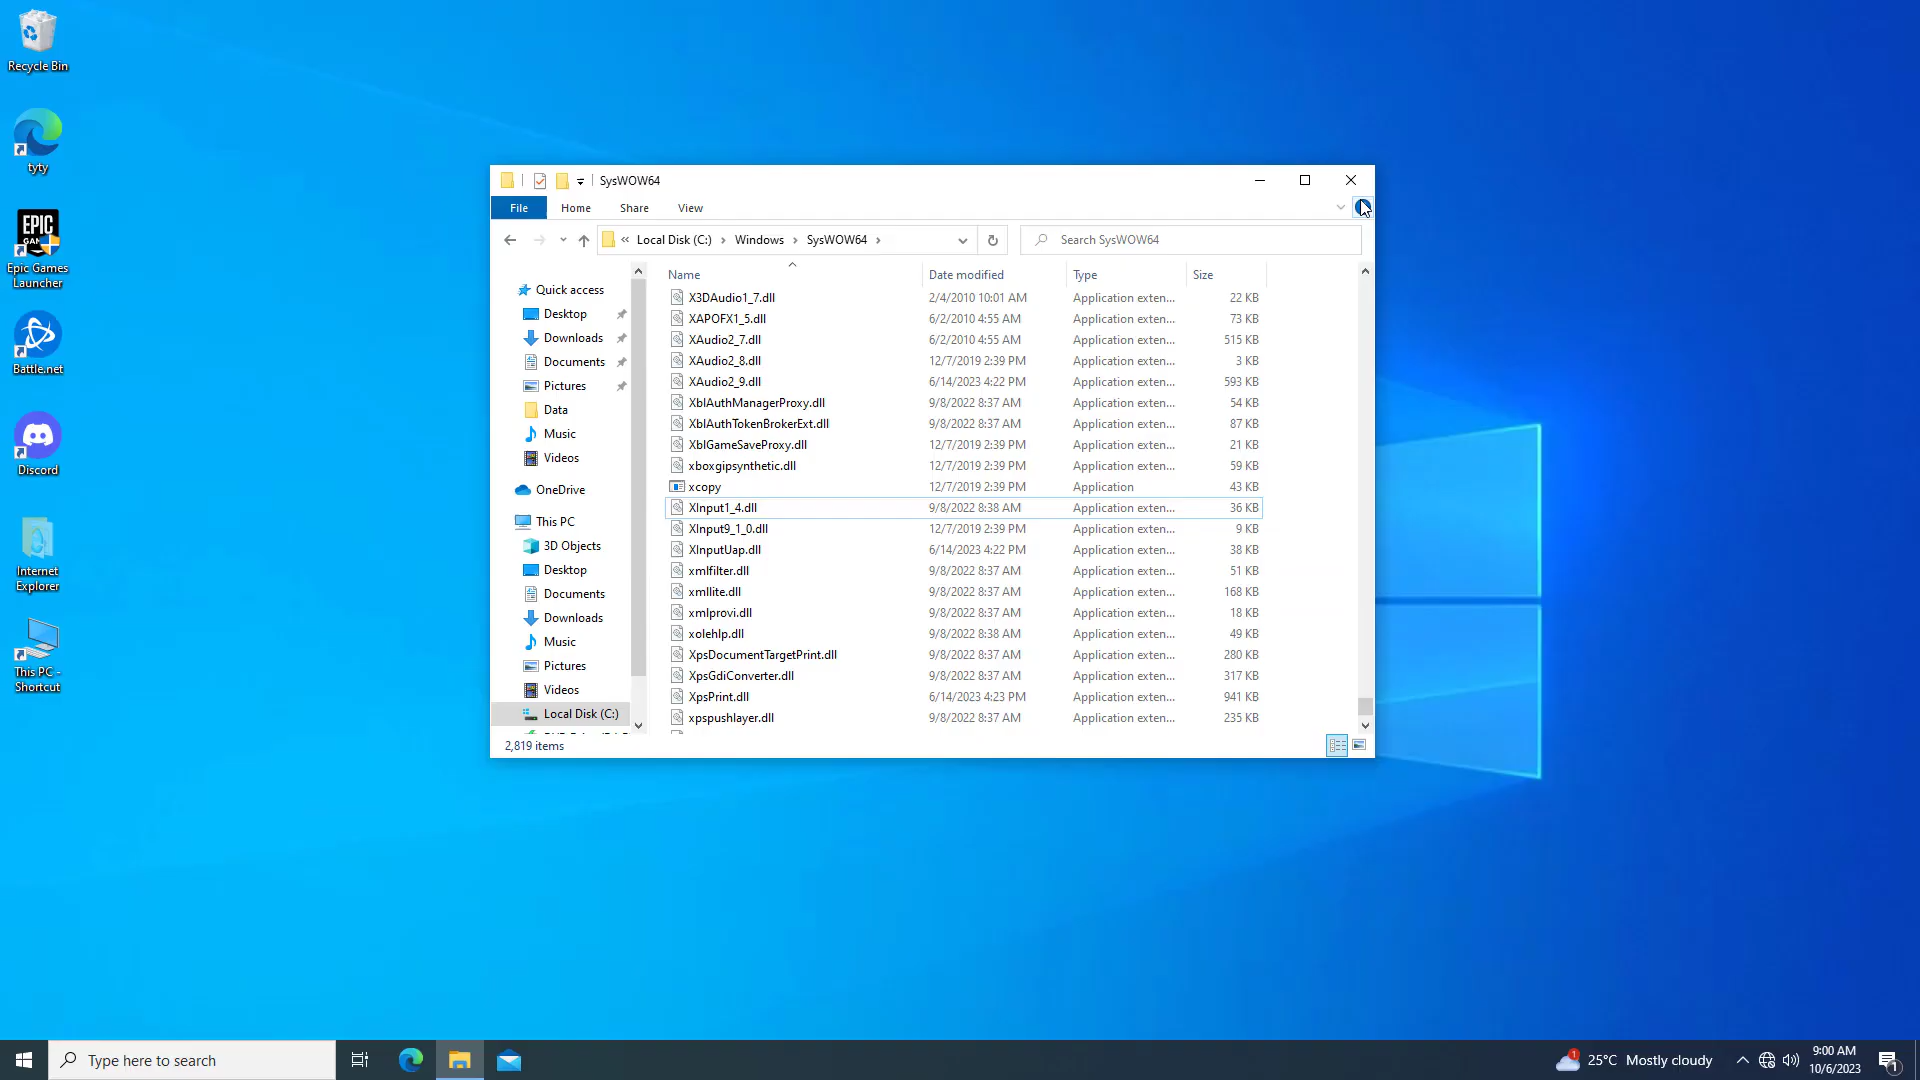 Recycle Bin
tyty
EPIC
GAMES
Epic Games
Launcher
Battle.net
Discord
Internet
Explorer
This PC -
Shortcut
SysWOW64
File Home Share View
« Local Disk (C:) › Windows › SysWOW64 ›
Search SysWOW64
Quick access
Desktop
Downloads
Documents
Pictures
Data
Music
Videos
OneDrive
This PC
3D Objects
Desktop
Documents
Downloads
Music
Pictures
Videos
Local Disk (C:)
Name Date modified Type Size
X3DAudio1_7.dll 2/4/2010 10:01 AM Application exten... 22 KB
XAPOFX1_5.dll 6/2/2010 4:55 AM Application exten... 73 KB
XAudio2_7.dll 6/2/2010 4:55 AM Application exten... 515 KB
XAudio2_8.dll 12/7/2019 2:39 PM Application exten... 3 KB
XAudio2_9.dll 6/14/2023 4:22 PM Application exten... 593 KB
XblAuthManagerProxy.dll 9/8/2022 8:37 AM Application exten... 54 KB
XblAuthTokenBrokerExt.dll 9/8/2022 8:37 AM Application exten... 87 KB
XblGameSaveProxy.dll 12/7/2019 2:39 PM Application exten... 21 KB
xboxgipsynthetic.dll 12/7/2019 2:39 PM Application exten... 59 KB
xcopy 12/7/2019 2:39 PM Application 43 KB
XInput1_4.dll 9/8/2022 8:38 AM Application exten... 36 KB
XInput9_1_0.dll 12/7/2019 2:39 PM Application exten... 9 KB
XInputUap.dll 6/14/2023 4:22 PM Application exten... 38 KB
xmlfilter.dll 9/8/2022 8:37 AM Application exten... 51 KB
xmllite.dll 9/8/2022 8:37 AM Application exten... 168 KB
xmlprovi.dll 9/8/2022 8:37 AM Application exten... 18 KB
xolehlp.dll 9/8/2022 8:38 AM Application exten... 49 KB
XpsDocumentTargetPrint.dll 9/8/2022 8:37 AM Application exten... 280 KB
XpsGdiConverter.dll 9/8/2022 8:37 AM Application exten... 317 KB
XpsPrint.dll 6/14/2023 4:23 PM Application exten... 941 KB
xpspushlayer.dll 9/8/2022 8:37 AM Application exten... 235 KB
2,819 items
Type here to search
1
25°C Mostly cloudy
9:00 AM
10/6/2023
1